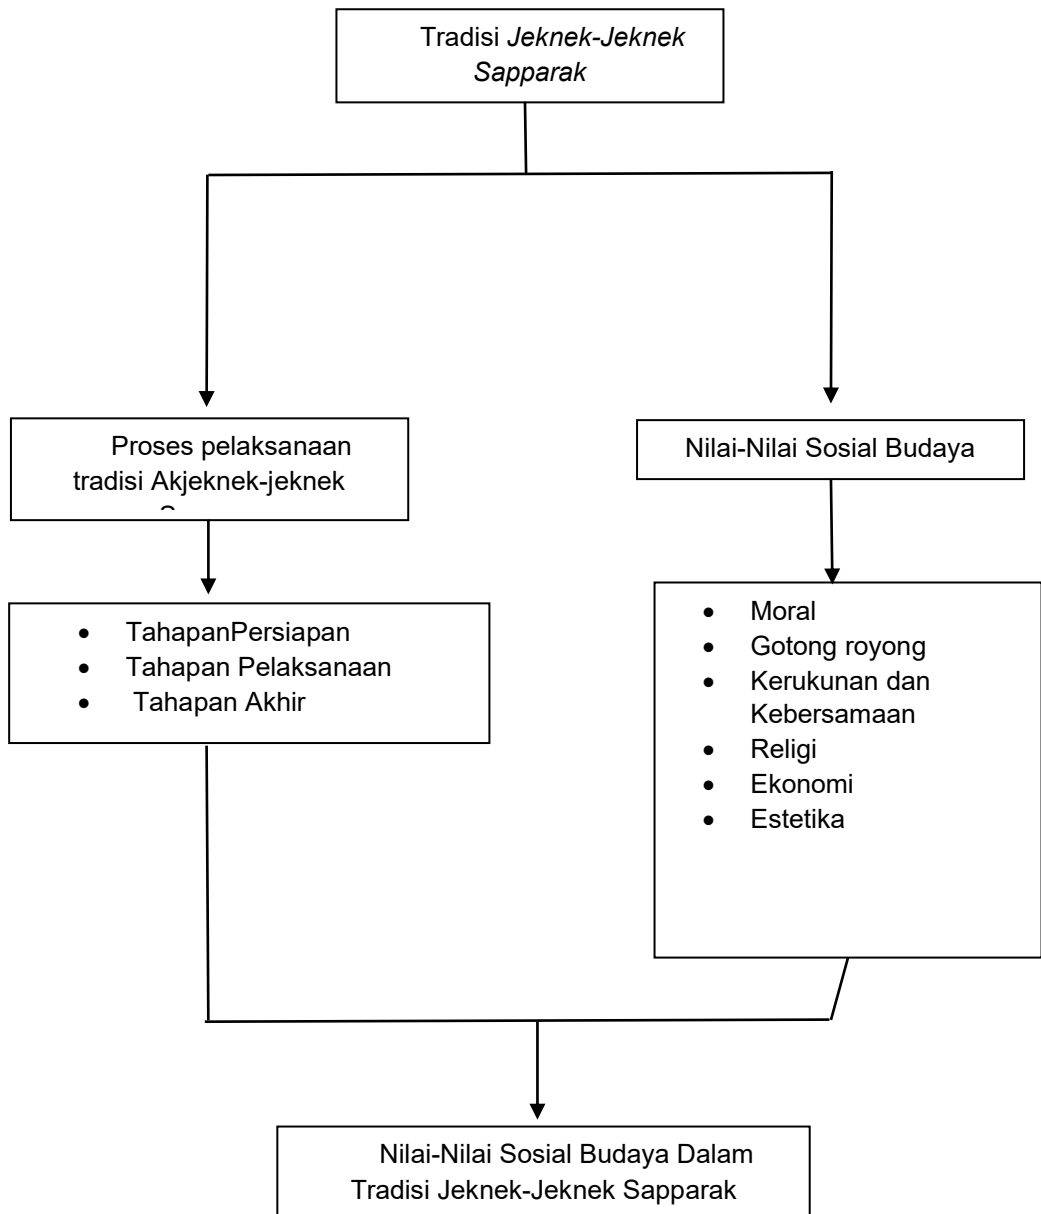 Tradisi Jeknek-Jeknek
Sapparak
Proses pelaksanaan
tradisi Akjeknek-jeknek
Nilai-Nilai Sosial Budaya
• TahapanPersiapan
• Tahapan Pelaksanaan
• Tahapan Akhir
• Moral
• Gotong royong
• Kerukunan dan
Kebersamaan
• Religi
• Ekonomi
• Estetika
Nilai-Nilai Sosial Budaya Dalam
Tradisi Jeknek-Jeknek Sapparak